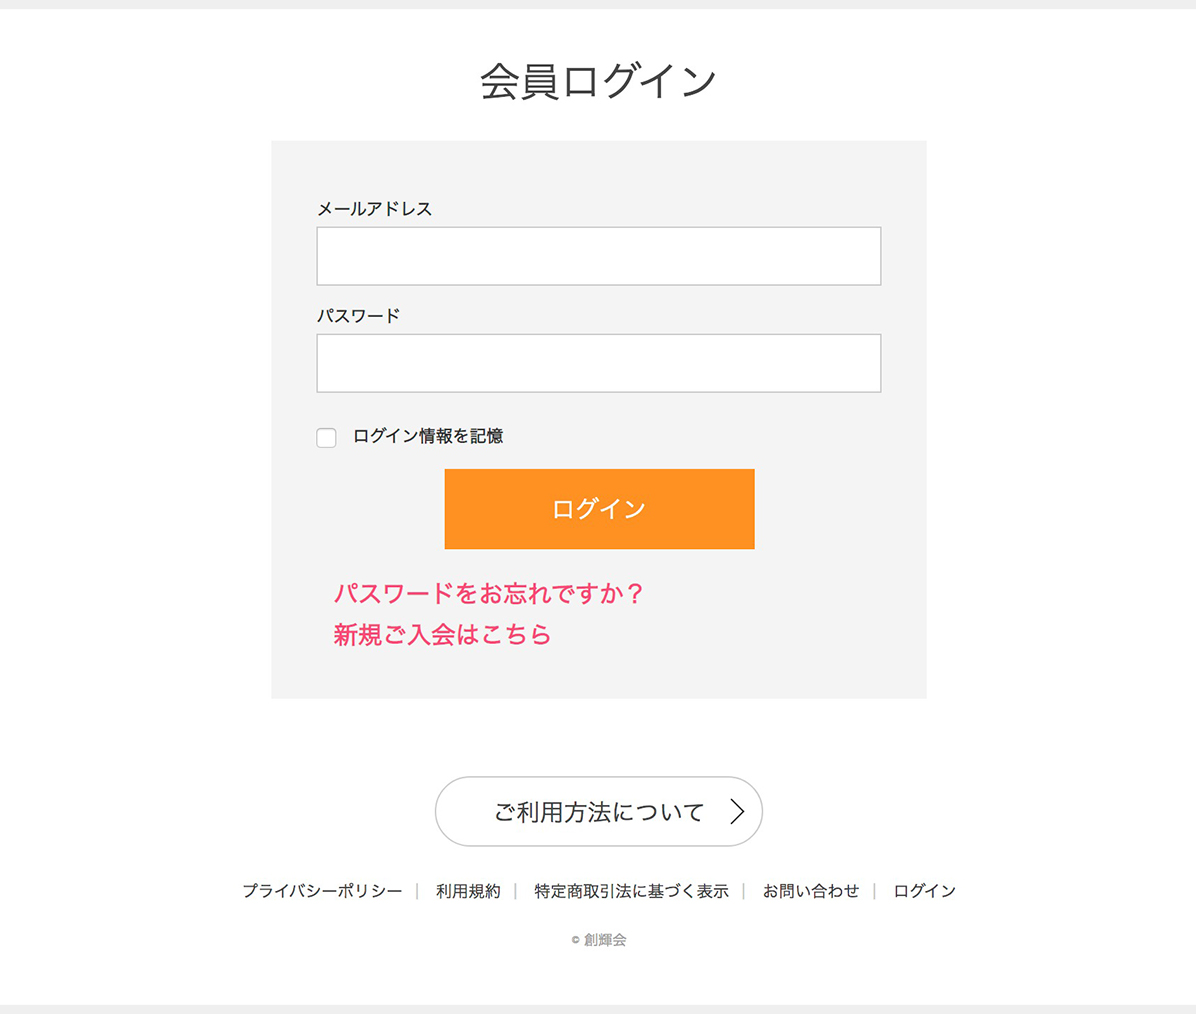 会員ログイン
メールアドレス
パスワード
ログイン情報を記憶
ログイン
パスワードをお忘れですか？
新規ご入会はこちら
ご利用方法について
プライバシーポリシー | 利用規約 | 特定商取引法に基づく表示 | お問い合わせ | ログイン
© 創輝会